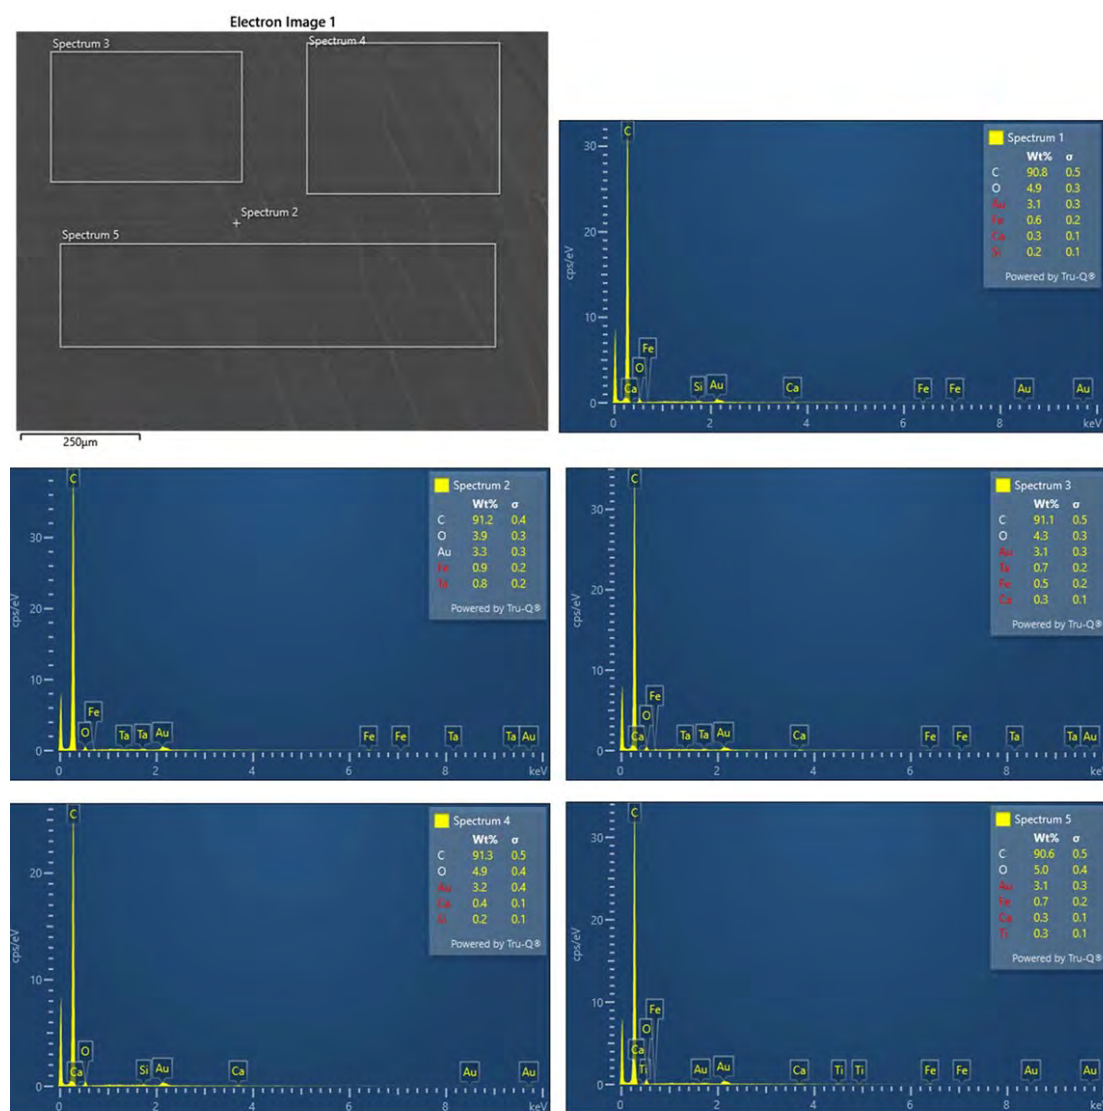 Electron Image 1
Spectrum 3
Spectrum 4
Spectrum 2
Spectrum 5
250µm
Spectrum 1
Wt% σ
C 90.8 0.5
O 4.9 0.3
Au 3.1 0.3
Fe 0.6 0.2
Ca 0.3 0.1
Si 0.2 0.1
Powered by Tru-Q®
cps/eV
30
20
10
0
C
Fe
O
Ca Si Au Ca Fe Fe Au Au
0 2 4 6 8 keV
Spectrum 2
Wt% σ
C 91.2 0.4
O 3.9 0.3
Au 3.3 0.3
Fe 0.9 0.2
Ta 0.8 0.2
Powered by Tru-Q®
cps/eV
30
20
10
0
C
Fe
O Ta Ta Au Fe Fe Ta Ta Au
0 2 4 6 8 keV
Spectrum 3
Wt% σ
C 91.1 0.5
O 4.3 0.3
Au 3.1 0.3
Ta 0.7 0.2
Fe 0.5 0.2
Ca 0.3 0.1
Powered by Tru-Q®
cps/eV
30
20
10
0
C
Fe
O
Ca Ta Ta Au Ca Fe Fe Ta Ta Au
0 2 4 6 8 keV
Spectrum 4
Wt% σ
C 91.3 0.5
O 4.9 0.4
Au 3.2 0.4
Ca 0.4 0.1
Si 0.2 0.1
Powered by Tru-Q®
cps/eV
20
10
0
C
O
Ca Si Au Ca Au Au
0 2 4 6 8 keV
Spectrum 5
Wt% σ
C 90.6 0.5
O 5.0 0.4
Au 3.1 0.3
Fe 0.7 0.2
Ca 0.3 0.1
Ti 0.3 0.1
Powered by Tru-Q®
cps/eV
30
20
10
0
C
Fe
O
Ca
Ti Au Au Ca Ti Ti Fe Fe Au Au
0 2 4 6 8 keV